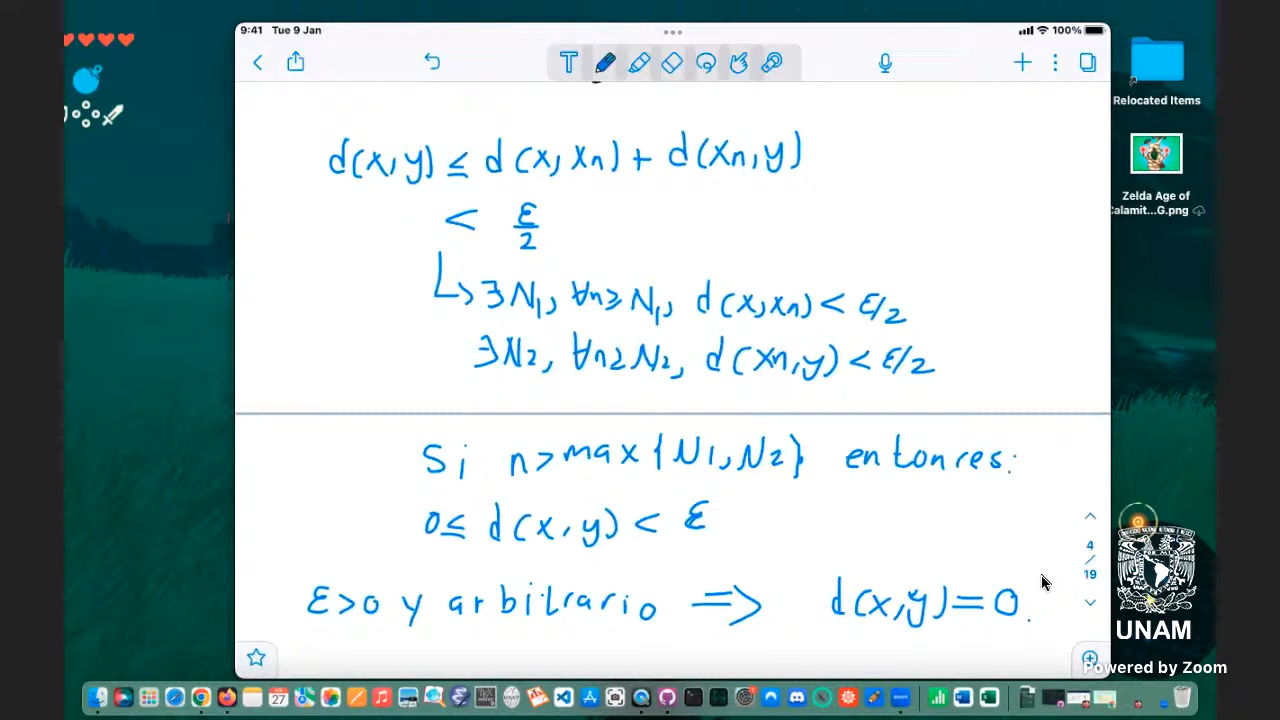 9:41 Tue 9 Jan
100%
Relocated Items
Zelda Age of
Calamit...G.png
d(x,y) ≤ d(x,xn) + d(xn,y)
< ε/2
↳ ∃N1, ∀n≥N1, d(x,xn) < ε/2
∃N2, ∀n≥N2, d(xn,y) < ε/2
Si n > max{N1,N2} entonces:
0 ≤ d(x,y) < ε
ε>0 y arbitrario ⟹ d(x,y)=0.
4
/
19
UNAM
Powered by Zoom
27